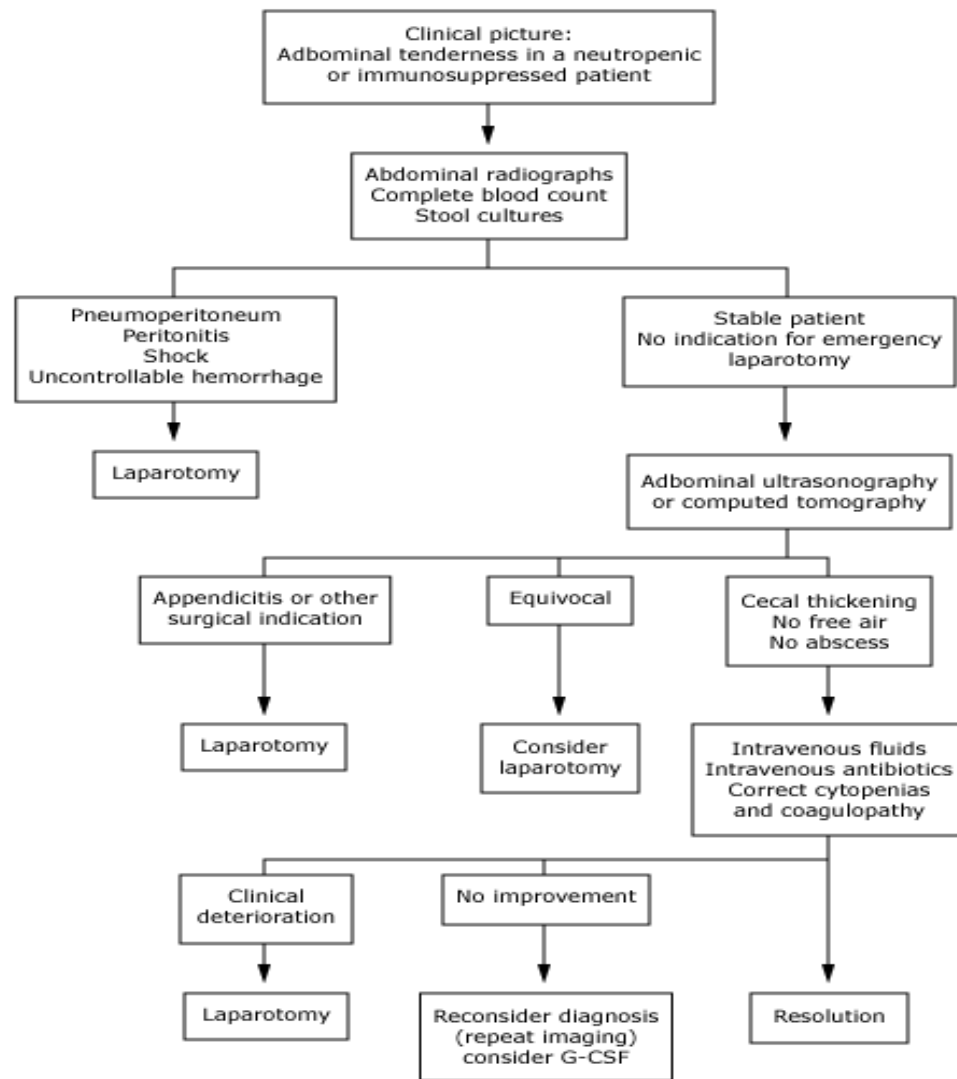 Clinical picture:
Adbominal tenderness in a neutropenic
or immunosuppressed patient
Abdominal radiographs
Complete blood count
Stool cultures
Pneumoperitoneum
Peritonitis
Shock
Uncontrollable hemorrhage
Stable patient
No indication for emergency
laparotomy
Laparotomy
Adbominal ultrasonography
or computed tomography
Appendicitis or other
surgical indication
Equivocal
Cecal thickening
No free air
No abscess
Laparotomy
Consider
laparotomy
Intravenous fluids
Intravenous antibiotics
Correct cytopenias
and coagulopathy
Clinical
deterioration
No improvement
Laparotomy
Reconsider diagnosis
(repeat imaging)
consider G-CSF
Resolution